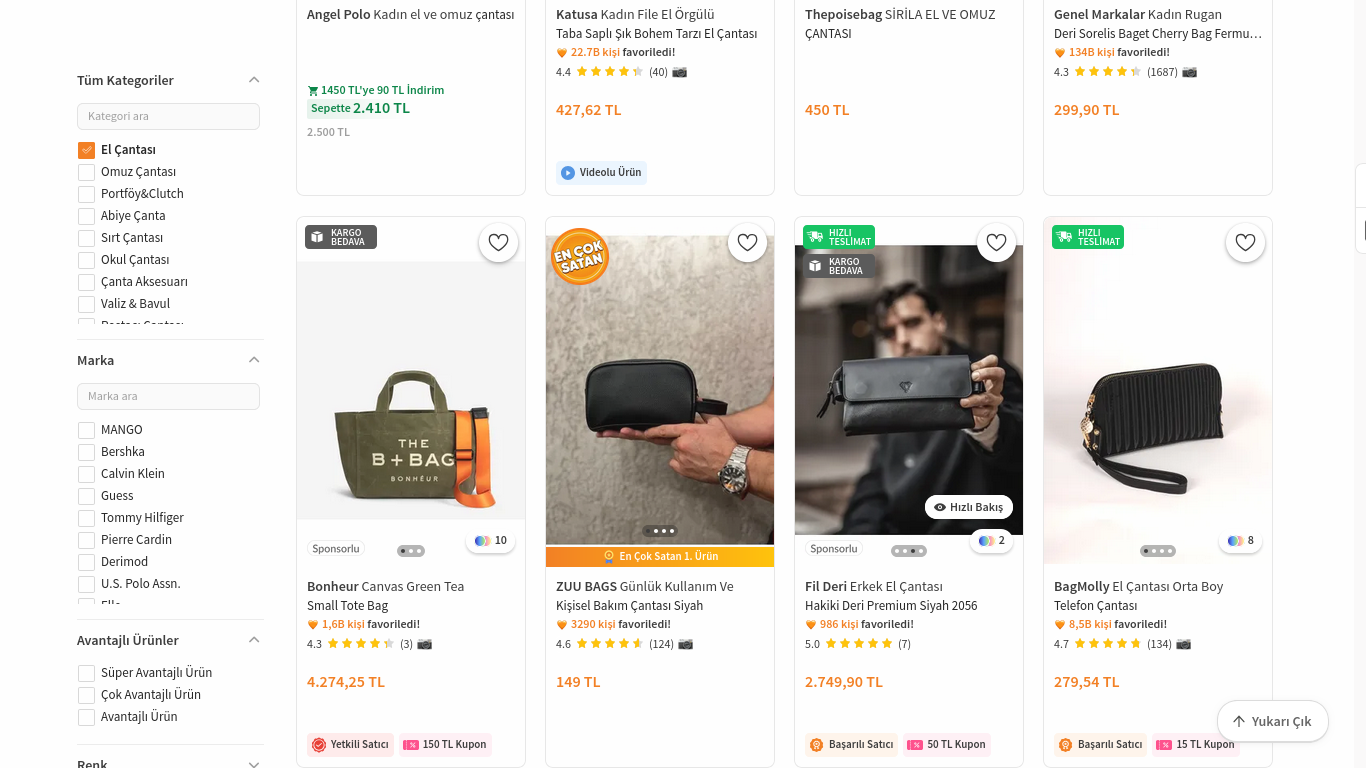 Tüm Kategoriler
Kategori ara
El Çantası
Omuz Çantası
Portföy&Clutch
Abiye Çanta
Sırt Çantası
Okul Çantası
Çanta Aksesuarı
Valiz & Bavul
Marka
Marka ara
MANGO
Bershka
Calvin Klein
Guess
Tommy Hilfiger
Pierre Cardin
Derimod
U.S. Polo Assn.
Avantajlı Ürünler
Süper Avantajlı Ürün
Çok Avantajlı Ürün
Avantajlı Ürün
Renk
Angel Polo Kadın el ve omuz çantası
1450 TL'ye 90 TL İndirim
Sepette 2.410 TL
2.500 TL
Katusa Kadın File El Örgülü
Taba Saplı Şık Bohem Tarzı El Çantası
22.7B kişi favoriledi!
4.4 (40)
427,62 TL
Videolu Ürün
Thepoisebag SİRİLA EL VE OMUZ
ÇANTASI
450 TL
Genel Markalar Kadın Rugan
Deri Sorelis Baget Cherry Bag Fermu…
134B kişi favoriledi!
4.3 (1687)
299,90 TL
KARGO
BEDAVA
THE
B+BAG
BONHEUR
Sponsorlu
10
Bonheur Canvas Green Tea
Small Tote Bag
1,6B kişi favoriledi!
4.3 (3)
4.274,25 TL
Yetkili Satıcı
150 TL Kupon
EN ÇOK
SATAN
En Çok Satan 1. Ürün
ZUU BAGS Günlük Kullanım Ve
Kişisel Bakım Çantası Siyah
3290 kişi favoriledi!
4.6 (124)
149 TL
HIZLI
TESLİMAT
KARGO
BEDAVA
Hızlı Bakış
Sponsorlu
2
Fil Deri Erkek El Çantası
Hakiki Deri Premium Siyah 2056
986 kişi favoriledi!
5.0 (7)
2.749,90 TL
Başarılı Satıcı
50 TL Kupon
HIZLI
TESLİMAT
8
BagMolly El Çantası Orta Boy
Telefon Çantası
8,5B kişi favoriledi!
4.7 (134)
279,54 TL
Başarılı Satıcı
15 TL Kupon
Yukarı Çık